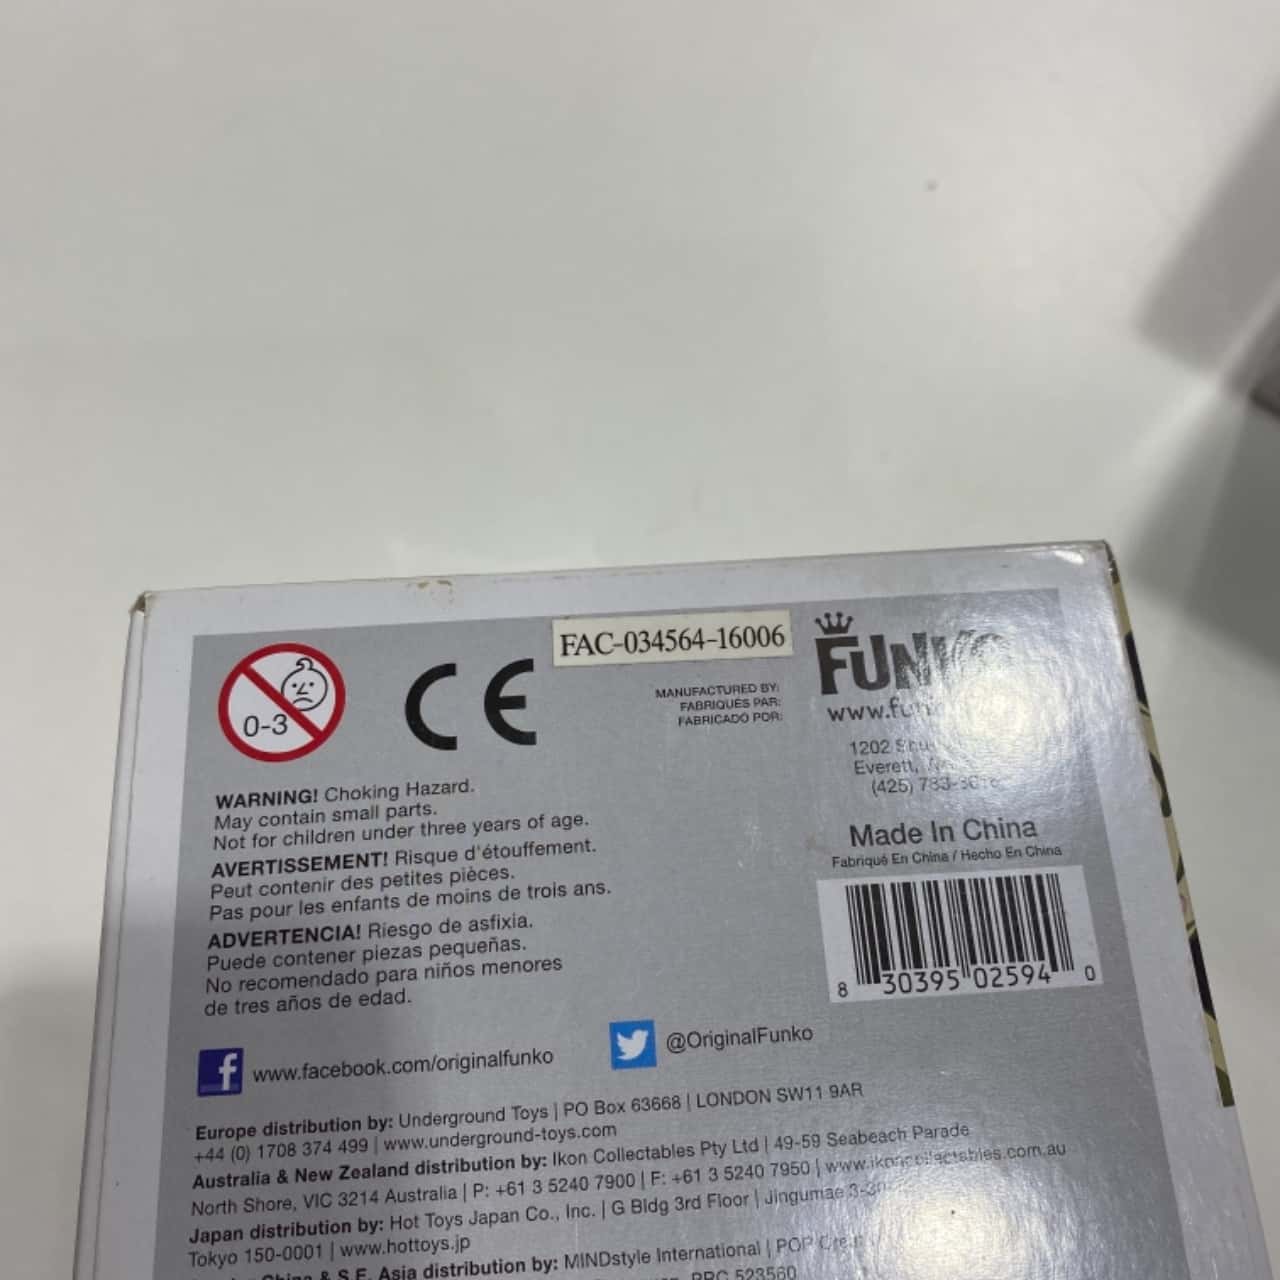 0-3
CE
FAC-034564-16006
MANUFACTURED BY:
FABRIQUÉS PAR:
FABRICADO POR:
FUNKO
1202
Everett,
(425)
Made In China
Fabriqué En China / Hecho En China
8 30395 02594 0
WARNING! Choking Hazard.
May contain small parts.
Not for children under three years of age.
AVERTISSEMENT! Risque d'étouffement.
Peut contenir des petites pièces.
Pas pour les enfants de moins de trois ans.
ADVERTENCIA! Riesgo de asfixia.
Puede contener piezas pequeñas.
No recomendado para niños menores
de tres años de edad.
f www.facebook.com/originalfunko
@OriginalFunko
Europe distribution by: Underground Toys | PO Box 63668 | LONDON SW11 9AR
+44 (0) 1708 374 499 | www.underground-toys.com
Australia & New Zealand distribution by: Ikon Collectables Pty Ltd | 49-59 Seabeach Parade
North Shore, VIC 3214 Australia | P: +61 3 5240 7900 | F: +61 3 5240 7950 | www.ikoncollectables.com.au
Japan distribution by: Hot Toys Japan Co., Inc. | G Bldg 3rd Floor | Jingumae
Tokyo 150-0001 | www.hottoys.jp
China & S.E. Asia distribution by: MINDstyle International | POP
PRC 523560